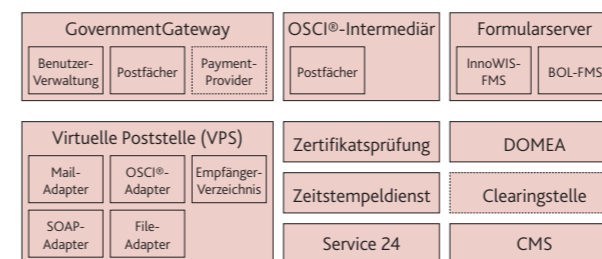 GovernmentGateway
Benutzer-
Verwaltung
Postfächer
Payment-
Provider
OSCI®-Intermediär
Postfächer
Formularserver
InnoWIS-
FMS
BOL-FMS
Virtuelle Poststelle (VPS)
Mail-
Adapter
OSCI®-
Adapter
Empfänger-
Verzeichnis
SOAP-
Adapter
File-
Adapter
Zertifikatsprüfung
DOMEA
Zeitstempeldienst
Clearingstelle
Service 24
CMS